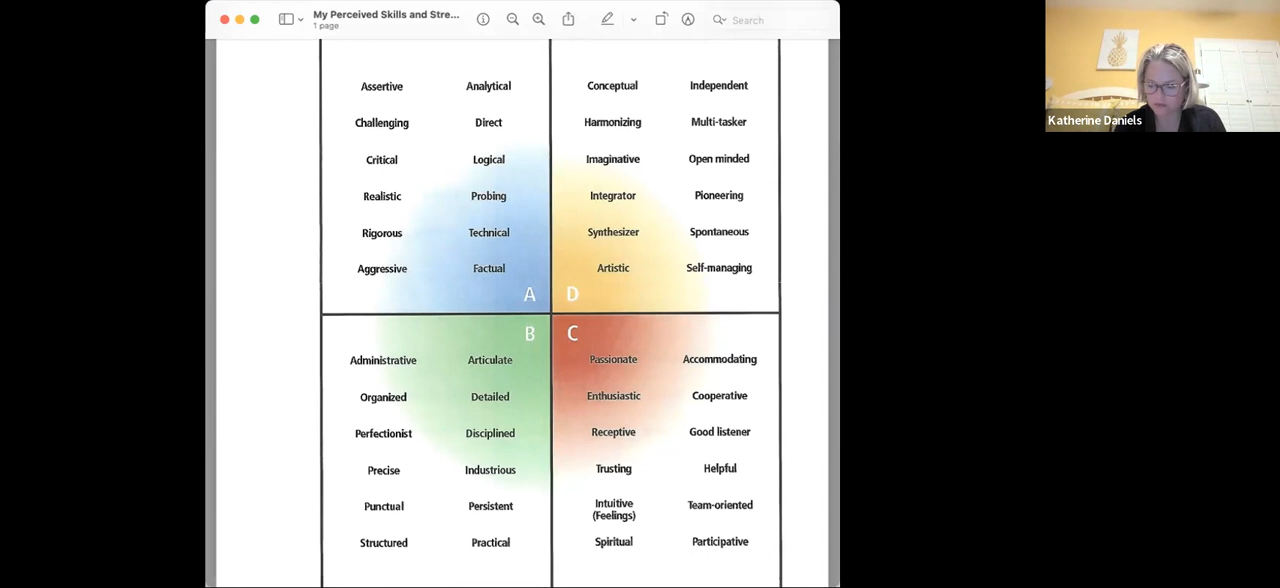 My Perceived Skills and Stre...
1 page
Search
Assertive Analytical Conceptual Independent
Challenging Direct Harmonizing Multi-tasker
Critical Logical Imaginative Open minded
Realistic Probing Integrator Pioneering
Rigorous Technical Synthesizer Spontaneous
Aggressive Factual Artistic Self-managing
A D
B C
Administrative Articulate Passionate Accommodating
Organized Detailed Enthusiastic Cooperative
Perfectionist Disciplined Receptive Good listener
Precise Industrious Trusting Helpful
Punctual Persistent Intuitive Team-oriented
(Feelings)
Structured Practical Spiritual Participative
Katherine Daniels